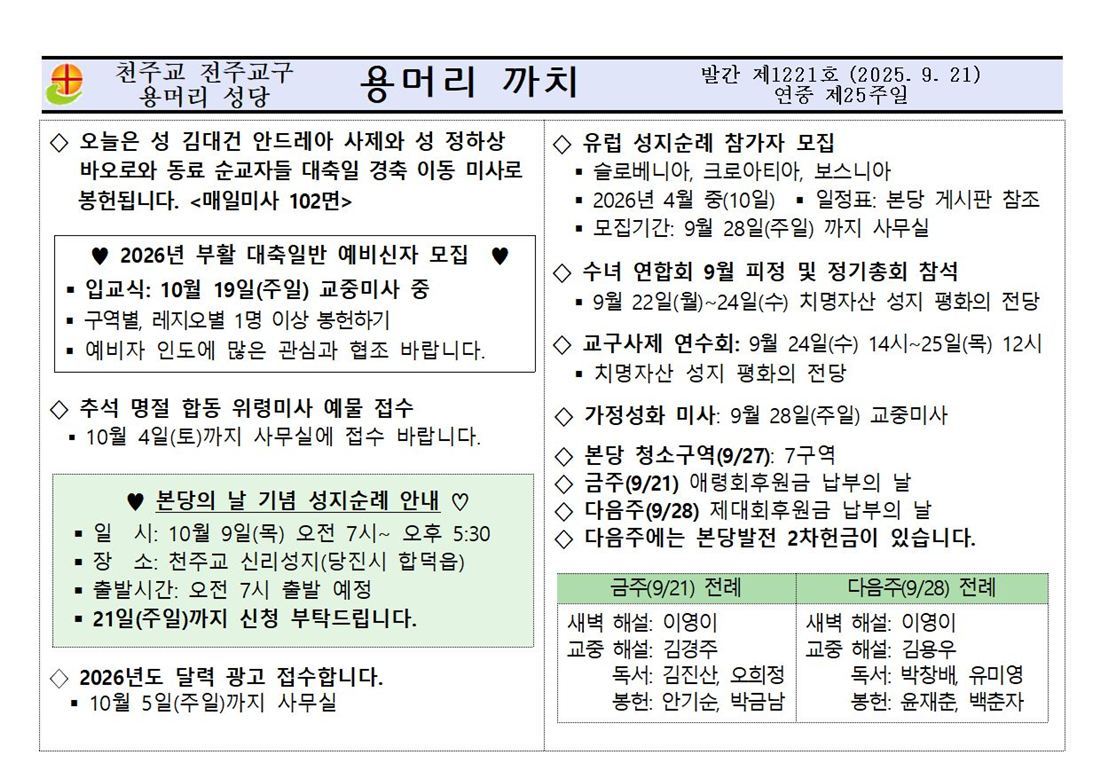 천주교 전주교구
용머리 성당
용머리 까치
발간 제1221호 (2025. 9. 21)
연중 제25주일
◇ 오늘은 성 김대건 안드레아 사제와 성 정하상
바오로와 동료 순교자들 대축일 경축 이동 미사로
봉헌됩니다. <매일미사 102면>
♥ 2026년 부활 대축일반 예비신자 모집 ♥
▪ 입교식: 10월 19일(주일) 교중미사 중
▪ 구역별, 레지오별 1명 이상 봉헌하기
▪ 예비자 인도에 많은 관심과 협조 바랍니다.
◇ 추석 명절 합동 위령미사 예물 접수
▪ 10월 4일(토)까지 사무실에 접수 바랍니다.
♥ 본당의 날 기념 성지순례 안내 ♡
▪ 일 시: 10월 9일(목) 오전 7시~ 오후 5:30
▪ 장 소: 천주교 신리성지(당진시 합덕읍)
▪ 출발시간: 오전 7시 출발 예정
▪ 21일(주일)까지 신청 부탁드립니다.
◇ 2026년도 달력 광고 접수합니다.
▪ 10월 5일(주일)까지 사무실
◇ 유럽 성지순례 참가자 모집
▪ 슬로베니아, 크로아티아, 보스니아
▪ 2026년 4월 중(10일) ▪ 일정표: 본당 게시판 참조
▪ 모집기간: 9월 28일(주일) 까지 사무실
◇ 수녀 연합회 9월 피정 및 정기총회 참석
▪ 9월 22일(월)~24일(수) 치명자산 성지 평화의 전당
◇ 교구사제 연수회: 9월 24일(수) 14시~25일(목) 12시
▪ 치명자산 성지 평화의 전당
◇ 가정성화 미사: 9월 28일(주일) 교중미사
◇ 본당 청소구역(9/27): 7구역
◇ 금주(9/21) 애령회후원금 납부의 날
◇ 다음주(9/28) 제대회후원금 납부의 날
◇ 다음주에는 본당발전 2차헌금이 있습니다.
금주(9/21) 전례
새벽 해설: 이영이
교중 해설: 김경주
독서: 김진산, 오희정
봉헌: 안기순, 박금남
다음주(9/28) 전례
새벽 해설: 이영이
교중 해설: 김용우
독서: 박창배, 유미영
봉헌: 윤재춘, 백춘자